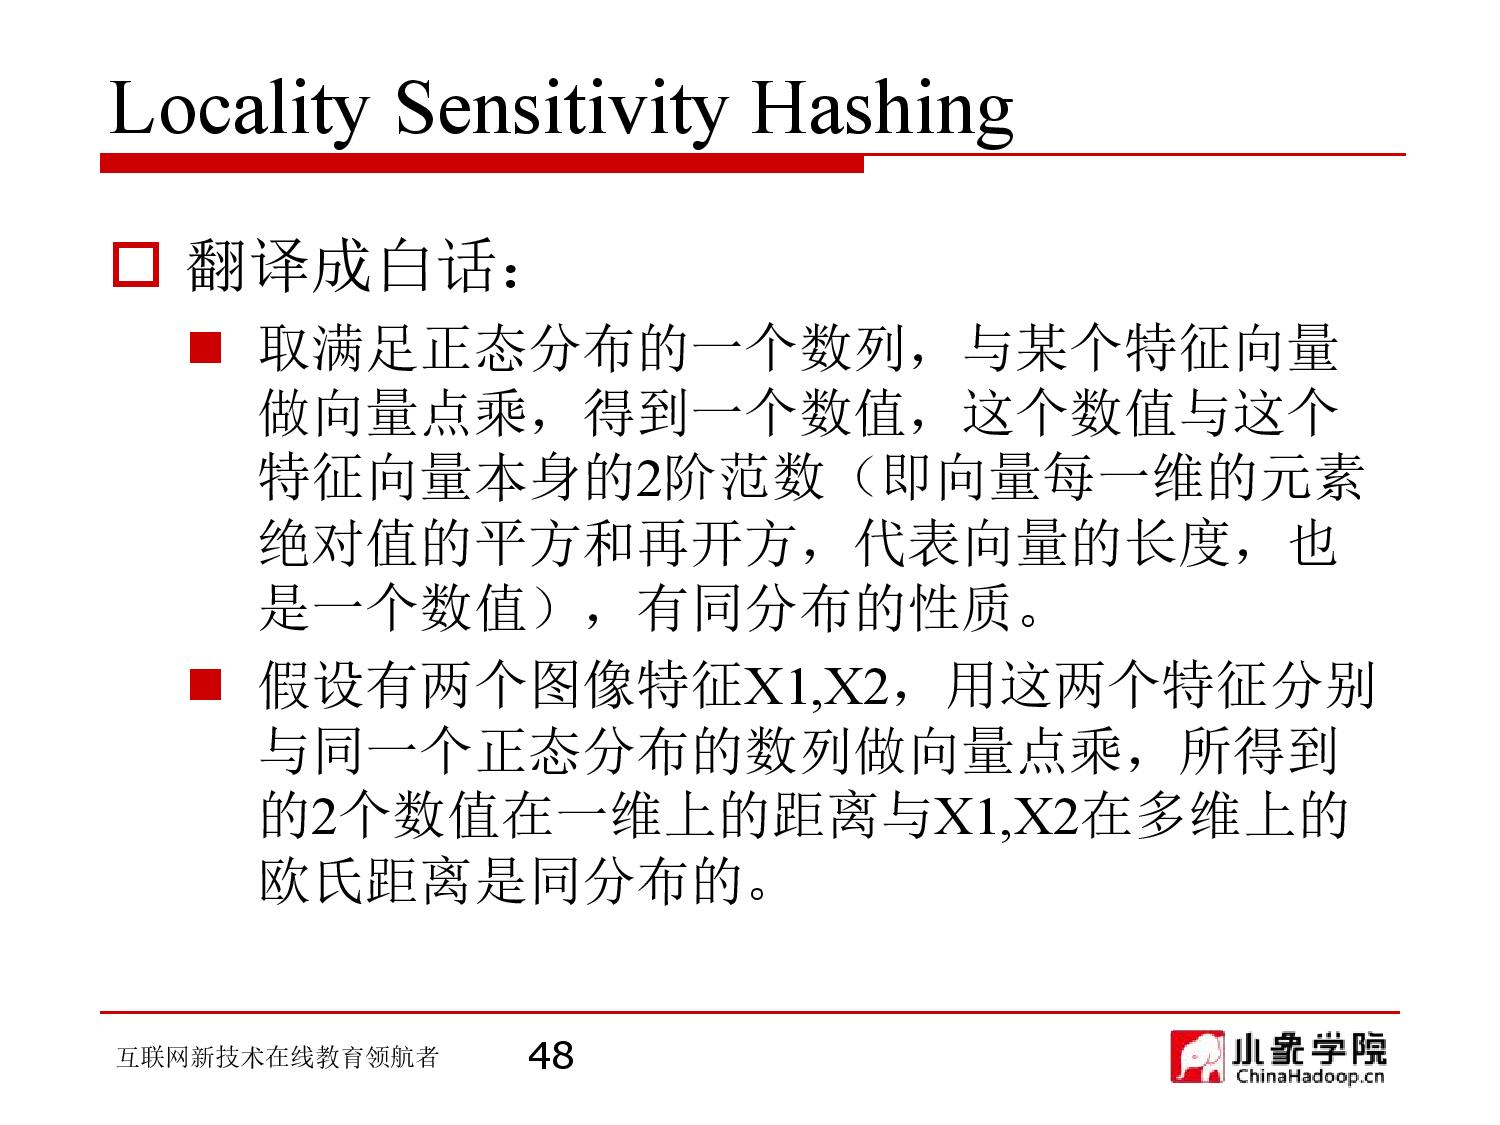 Locality Sensitivity Hashing
翻译成白话：
取满足正态分布的一个数列，与某个特征向量
做向量点乘，得到一个数值，这个数值与这个
特征向量本身的2阶范数（即向量每一维的元素
绝对值的平方和再开方，代表向量的长度，也
是一个数值），有同分布的性质。
假设有两个图像特征X1,X2，用这两个特征分别
与同一个正态分布的数列做向量点乘，所得到
的2个数值在一维上的距离与X1,X2在多维上的
欧氏距离是同分布的。
互联网新技术在线教育领航者
48
小象学院
ChinaHadoop.cn